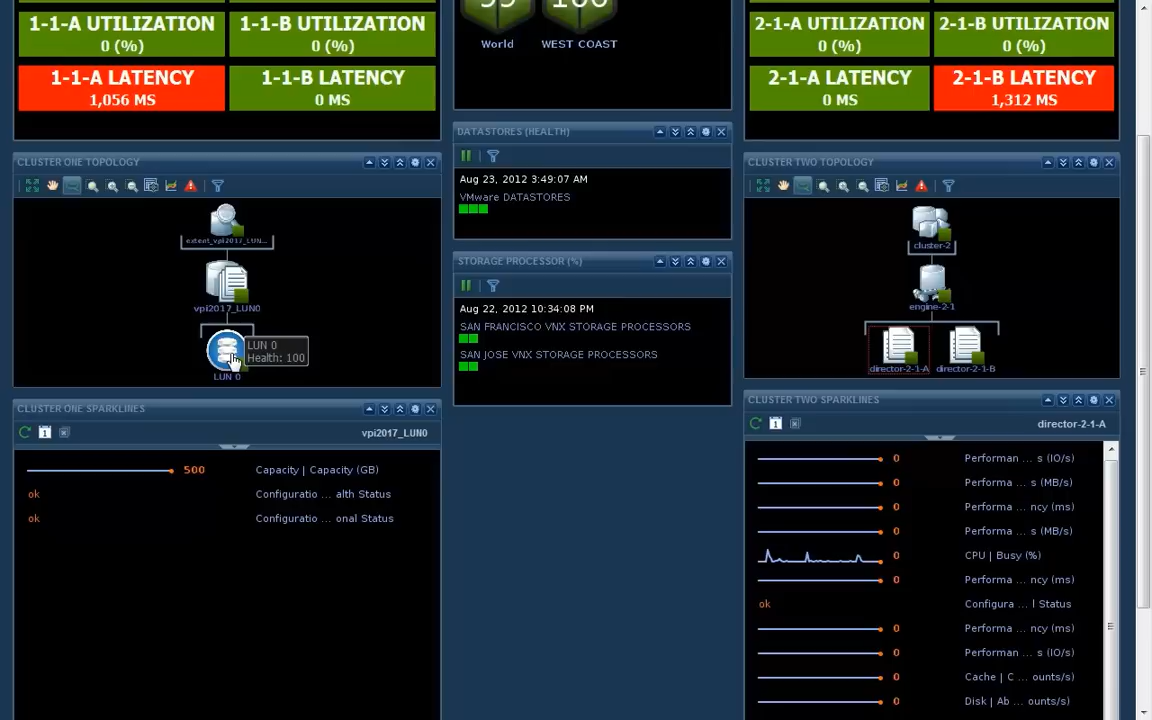 1-1-A UTILIZATION
0 (%)
1-1-B UTILIZATION
0 (%)
1-1-A LATENCY
1,056 MS
1-1-B LATENCY
0 MS
World
WEST COAST
2-1-A UTILIZATION
0 (%)
2-1-B UTILIZATION
0 (%)
2-1-A LATENCY
0 MS
2-1-B LATENCY
1,312 MS
CLUSTER ONE TOPOLOGY
extent_vpi2017_LUN...
vpi2017_LUN0
LUN 0
LUN 0
Health: 100
CLUSTER ONE SPARKLINES
1
vpi2017_LUN0
500 Capacity | Capacity (GB)
ok Configuratio ... alth Status
ok Configuratio ... onal Status
DATASTORES (HEALTH)
Aug 23, 2012 3:49:07 AM
VMware DATASTORES
STORAGE PROCESSOR (%)
Aug 22, 2012 10:34:08 PM
SAN FRANCISCO VNX STORAGE PROCESSORS
SAN JOSE VNX STORAGE PROCESSORS
CLUSTER TWO TOPOLOGY
cluster-2
engine-2-1
director-2-1-A
director-2-1-B
CLUSTER TWO SPARKLINES
1
director-2-1-A
0 Performan ... s (IO/s)
0 Performa ... s (MB/s)
0 Performa ... ncy (ms)
0 Performa ... s (MB/s)
0 CPU | Busy (%)
0 Performa ... ncy (ms)
ok Configura ... l Status
0 Performa ... ncy (ms)
0 Performan ... s (IO/s)
0 Cache | C ... ounts/s)
0 Disk | Ab ... ounts/s)